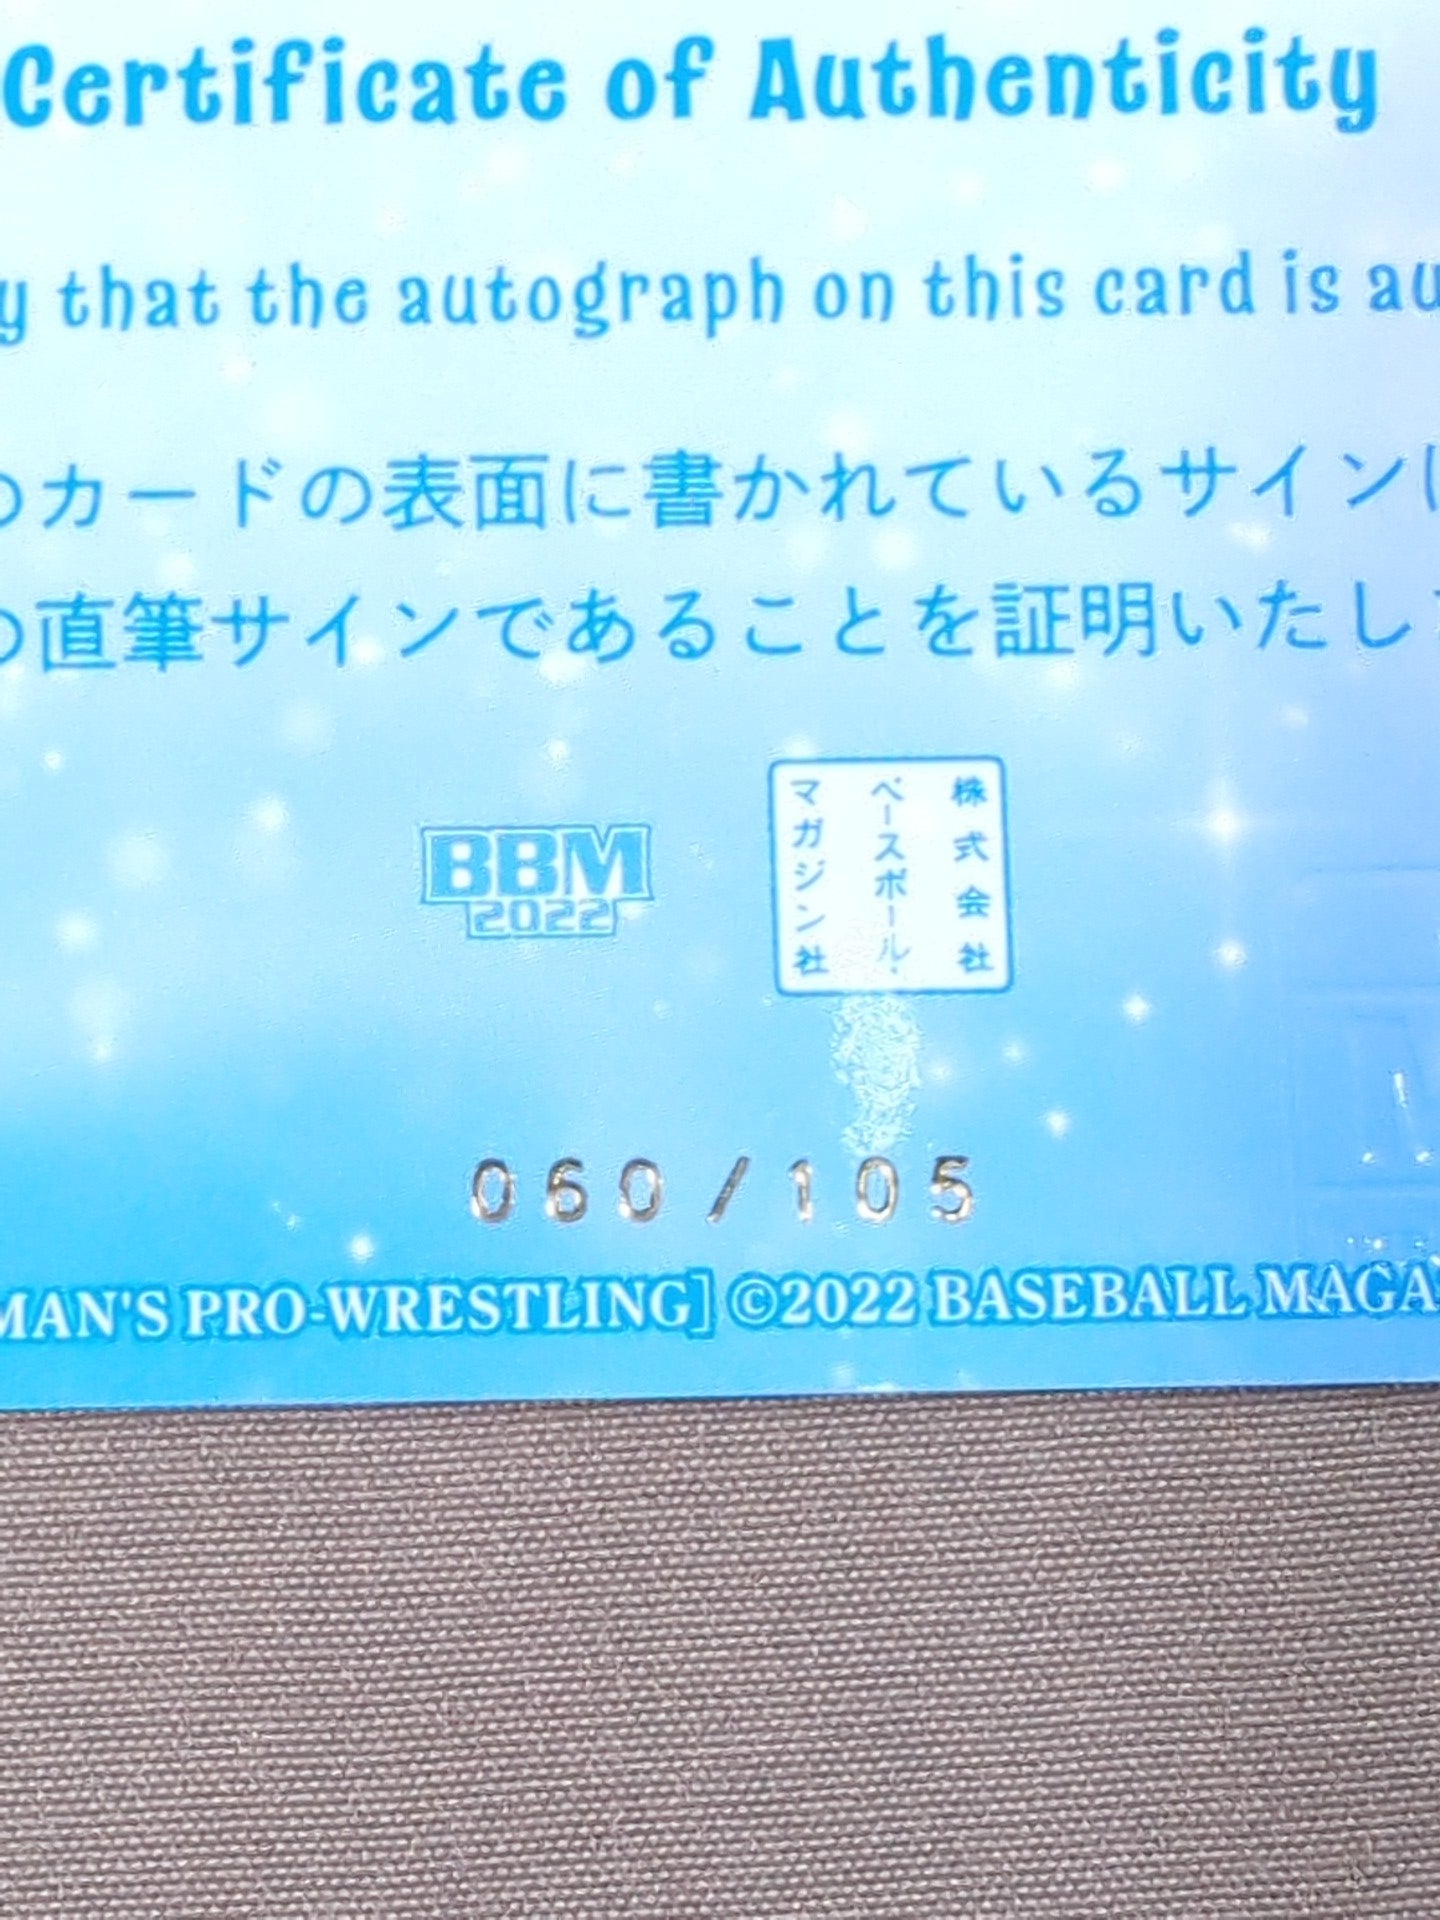 Certificate of Authenticity
y that the autograph on this card is au
のカードの表面に書かれているサインは
の直筆サインであることを証明いたしま
BBM
2022
株式会社
ベースボール・
マガジン社
060/105
MAN'S PRO-WRESTLING] ©2022 BASEBALL MAGA